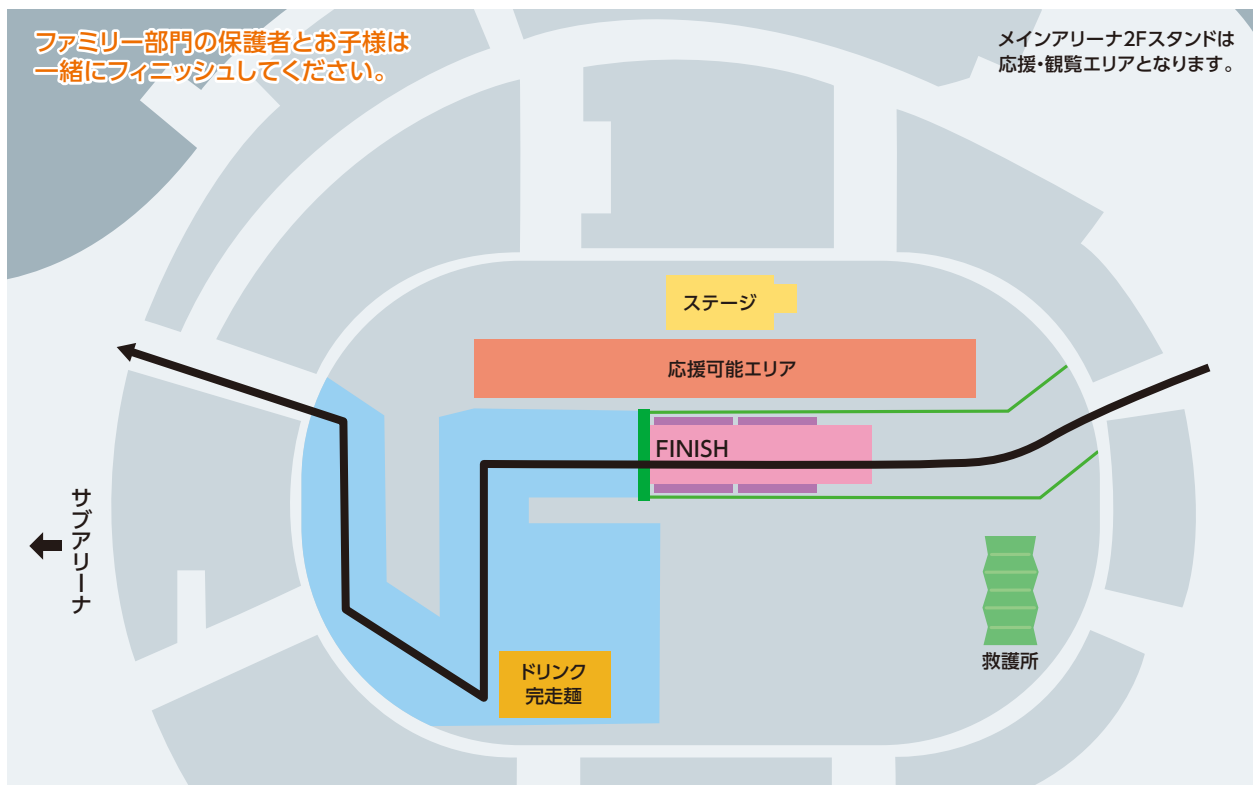 ファミリー部門の保護者とお子様は
一緒にフィニッシュしてください。
メインアリーナ2Fスタンドは
応援・観覧エリアとなります。
ステージ
応援可能エリア
FINISH
サブアリーナ
救護所
ドリンク
完走麺